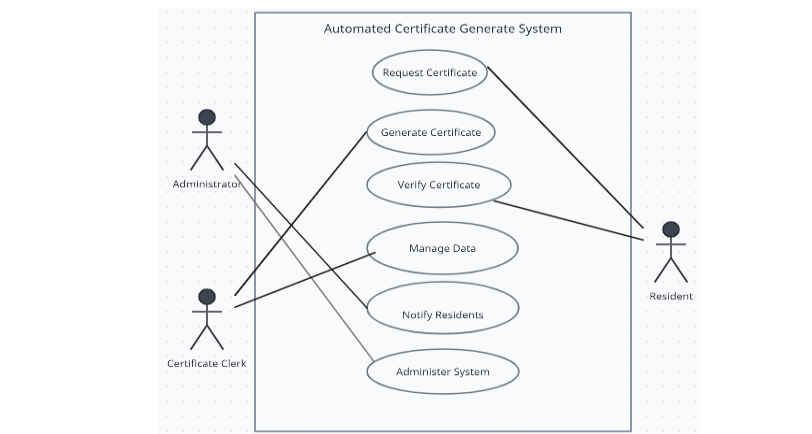 Automated Certificate Generate System
Request Certificate
Generate Certificate
Verify Certificate
Manage Data
Notify Residents
Administer System
Administrator
Certificate Clerk
Resident